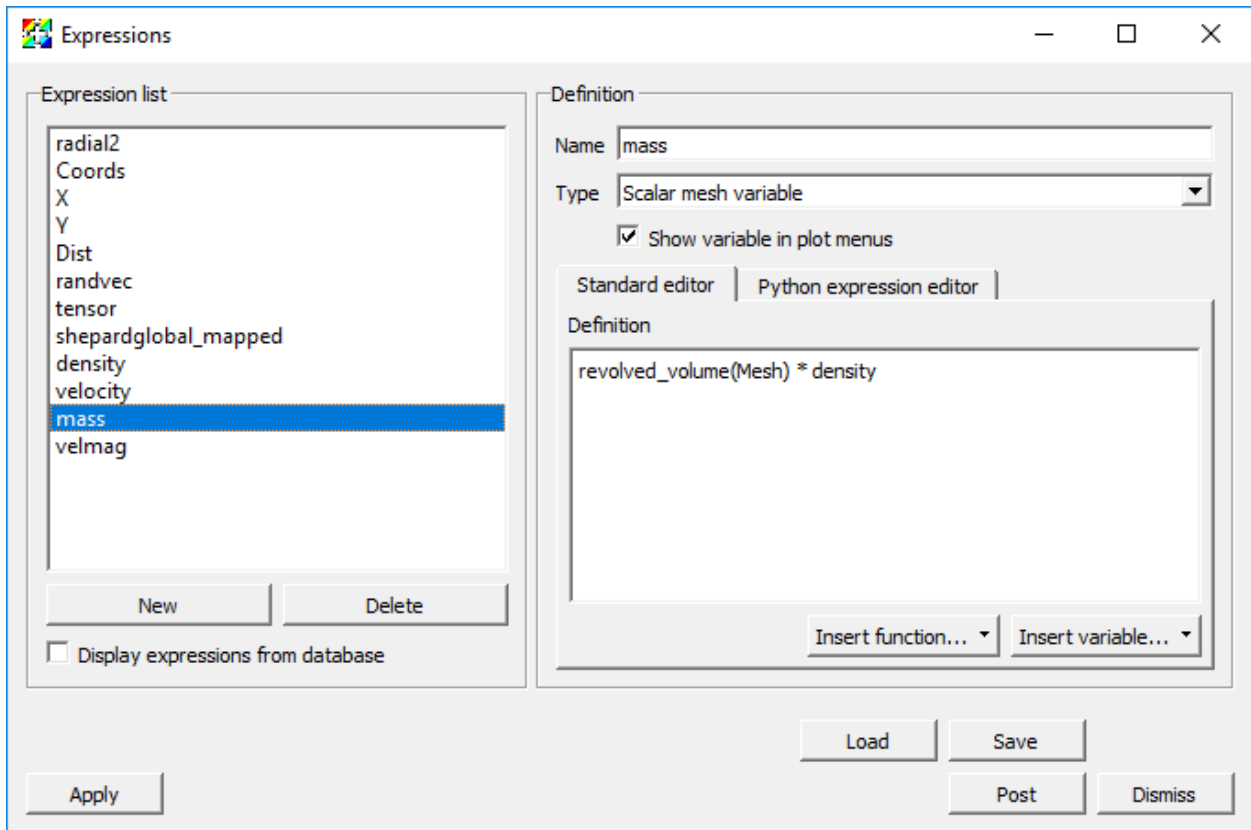 Expressions
Expression list
radial2
Coords
X
Y
Dist
randvec
tensor
shepardglobal_mapped
density
velocity
mass
velmag
New
Delete
Display expressions from database
Definition
Name mass
Type Scalar mesh variable
Show variable in plot menus
Standard editor
Python expression editor
Definition
revolved_volume(Mesh) * density
Insert function...
Insert variable...
Load
Save
Apply
Post
Dismiss